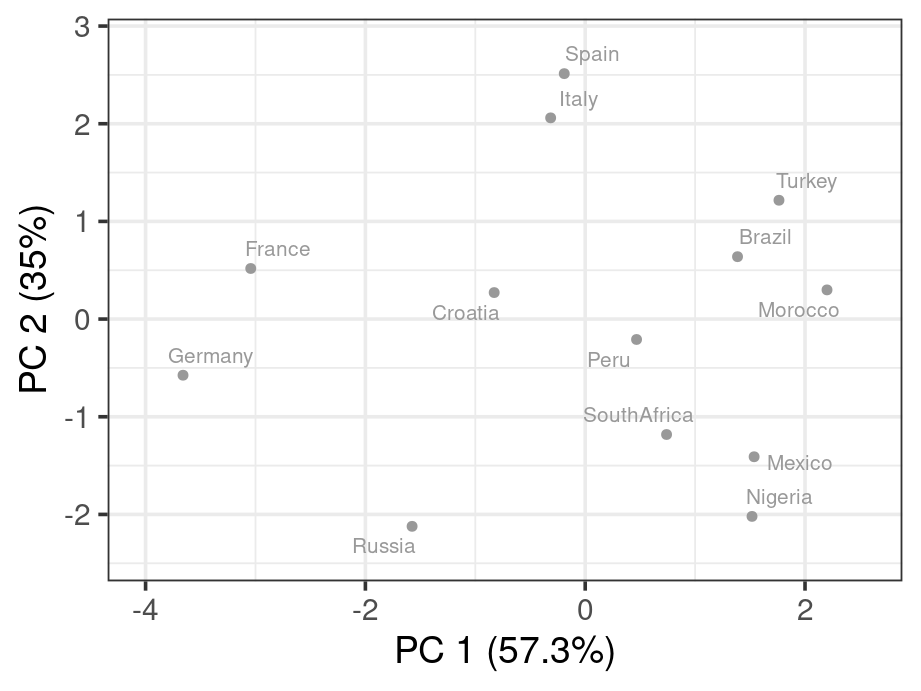 3
Spain
Italy
2
Turkey
1
Brazil
France
Morocco
Croatia
0
Peru
Germany
SouthAfrica
-1
Mexico
Nigeria
-2
Russia
-4
-2
0
2
PC 1 (57.3%)
PC 2 (35%)